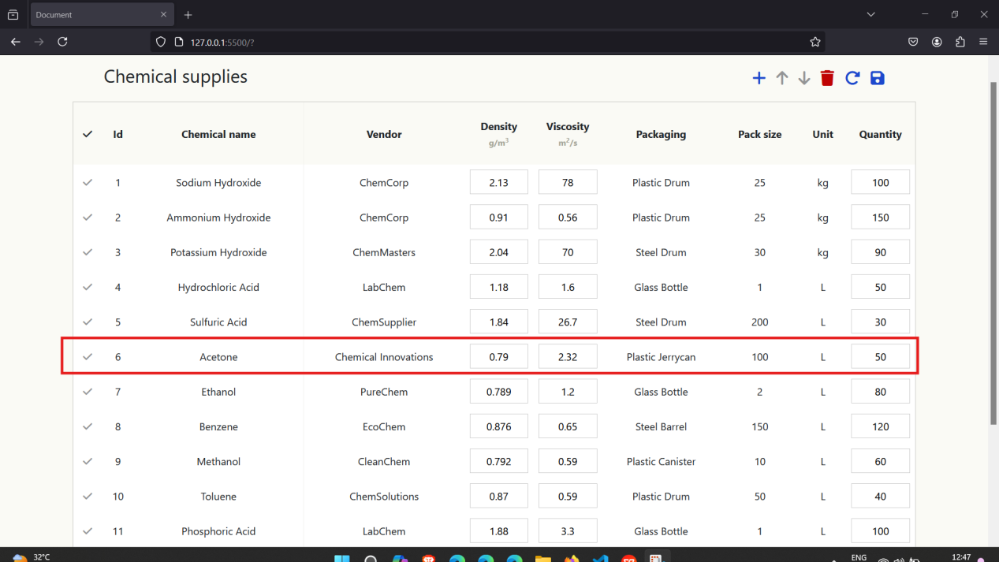 Document
127.0.0.1:5500/?
Chemical supplies
Id Chemical name Vendor Density g/m³ Viscosity m²/s Packaging Pack size Unit Quantity
1 Sodium Hydroxide ChemCorp 2.13 78 Plastic Drum 25 kg 100
2 Ammonium Hydroxide ChemCorp 0.91 0.56 Plastic Drum 25 kg 150
3 Potassium Hydroxide ChemMasters 2.04 70 Steel Drum 30 kg 90
4 Hydrochloric Acid LabChem 1.18 1.6 Glass Bottle 1 L 50
5 Sulfuric Acid ChemSupplier 1.84 26.7 Steel Drum 200 L 30
6 Acetone Chemical Innovations 0.79 2.32 Plastic Jerrycan 100 L 50
7 Ethanol PureChem 0.789 1.2 Glass Bottle 2 L 80
8 Benzene EcoChem 0.876 0.65 Steel Barrel 150 L 120
9 Methanol CleanChem 0.792 0.59 Plastic Canister 10 L 60
10 Toluene ChemSolutions 0.87 0.59 Plastic Drum 50 L 40
11 Phosphoric Acid LabChem 1.88 3.3 Glass Bottle 1 L 100
32°C ENG 12:47